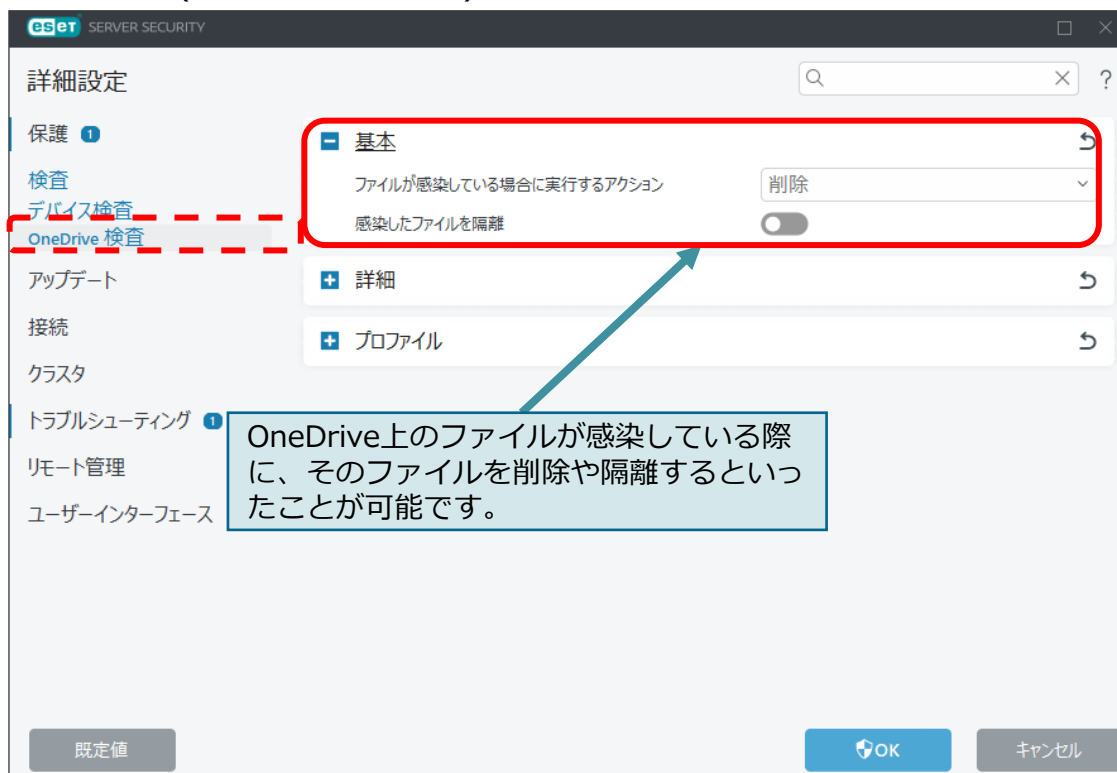 eset SERVER SECURITY
詳細設定
?
保護 1
検査
デバイス検査
OneDrive 検査
アップデート
接続
クラスタ
トラブルシューティング 1
リモート管理
ユーザーインターフェース
基本
ファイルが感染している場合に実行するアクション 削除
感染したファイルを隔離
詳細
プロファイル
OneDrive上のファイルが感染している際
に、そのファイルを削除や隔離するといっ
たことが可能です。
既定値
OK
キャンセル